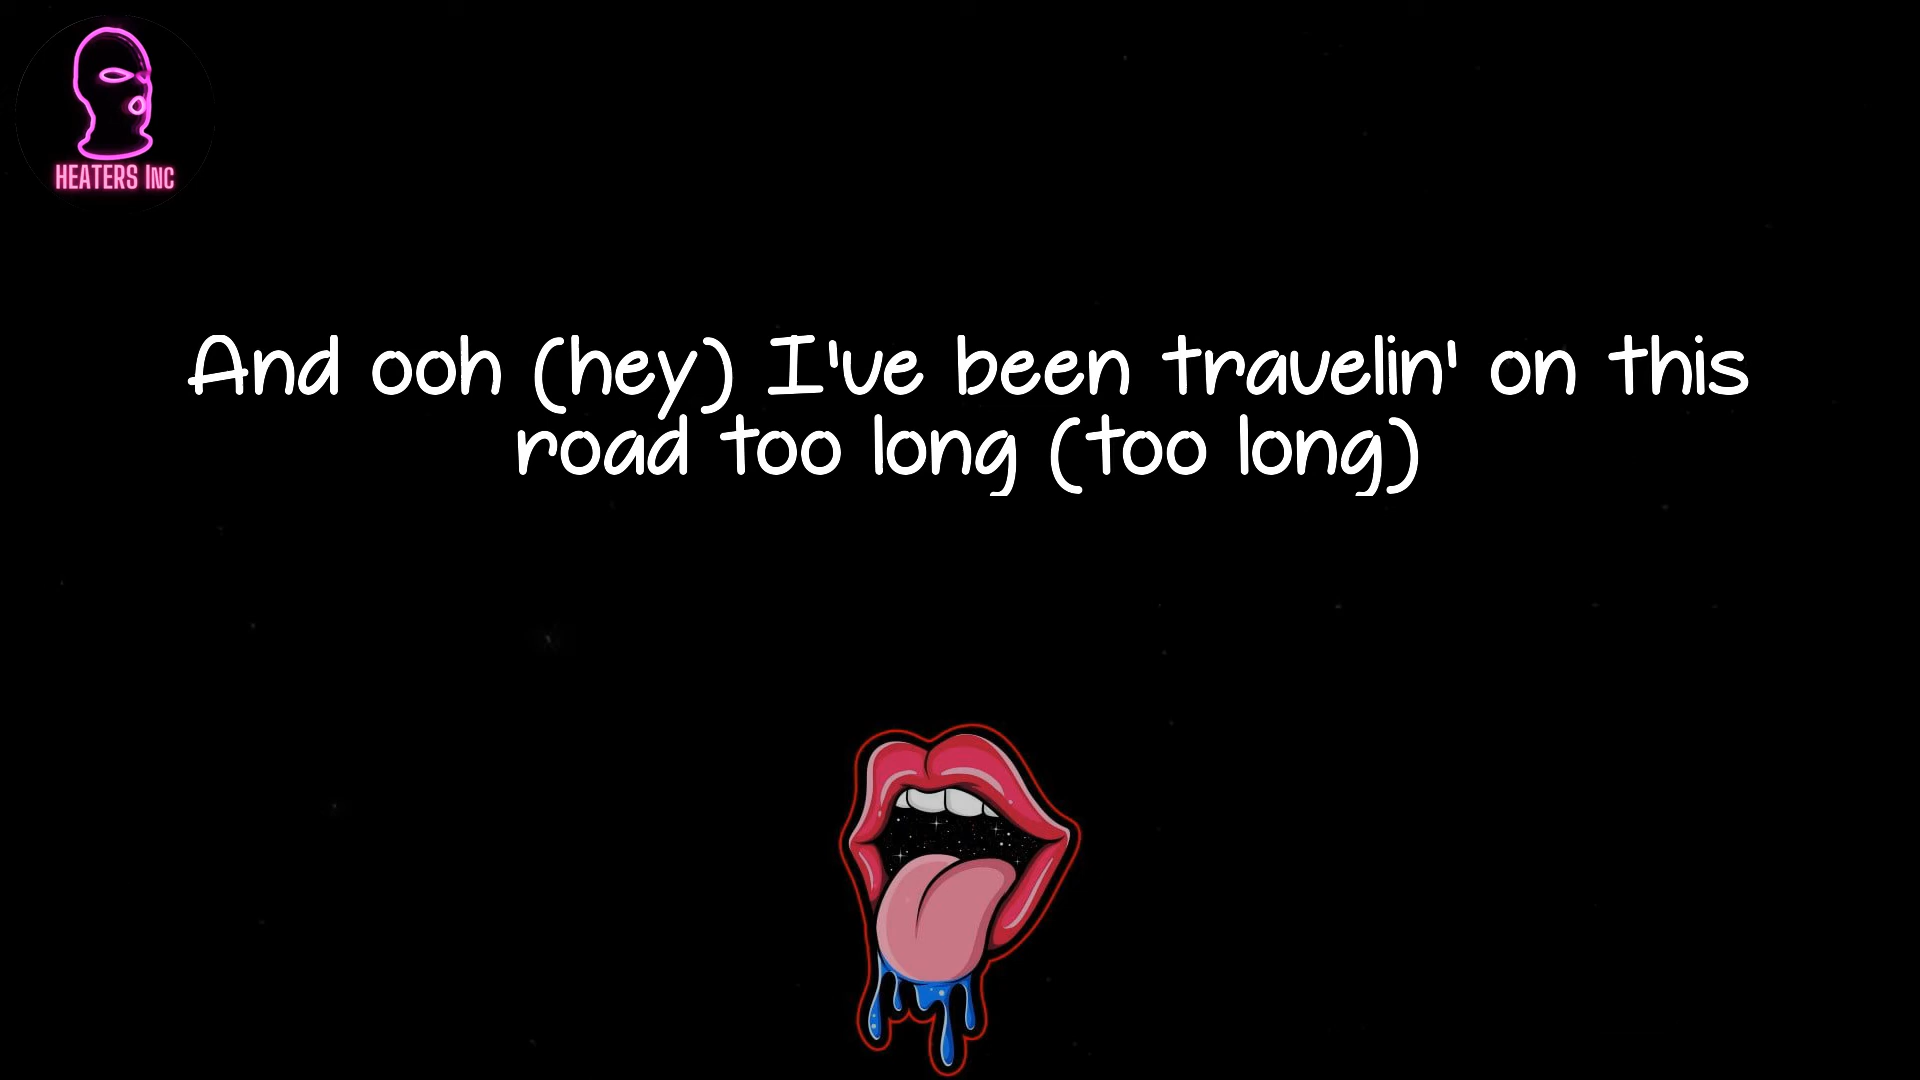 HEATERS INC
And ooh (hey) I've been travelin' on this
road too long (too long)